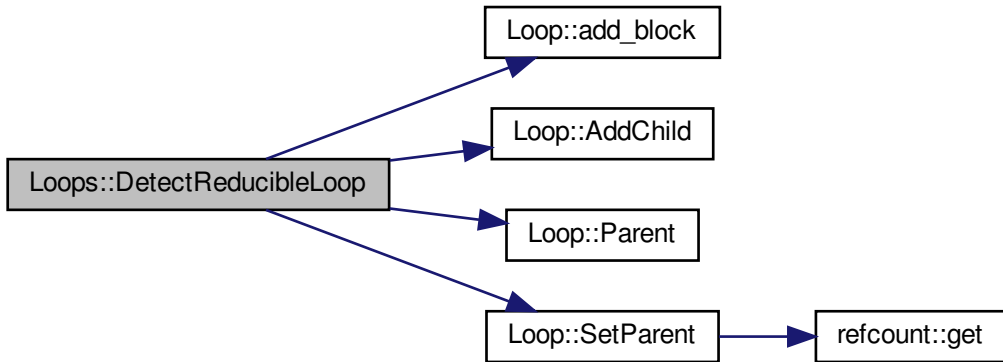 Loop::add_block
Loop::AddChild
Loops::DetectReducibleLoop
Loop::Parent
Loop::SetParent
refcount::get